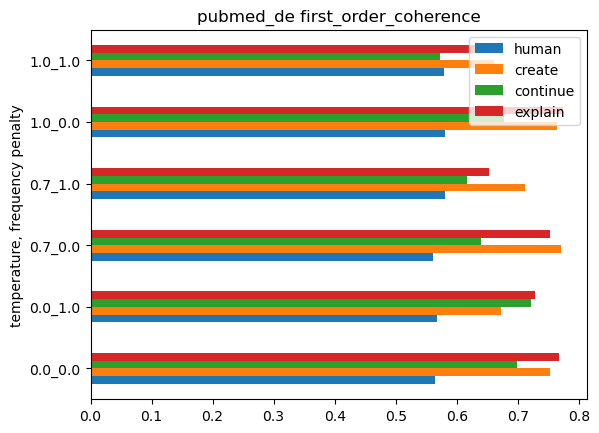 pubmed_de first_order_coherence
temperature, frequency penalty
1.0_1.0
1.0_0.0
0.7_1.0
0.7_0.0
0.0_1.0
0.0_0.0
human
create
continue
explain
0.0 0.1 0.2 0.3 0.4 0.5 0.6 0.7 0.8